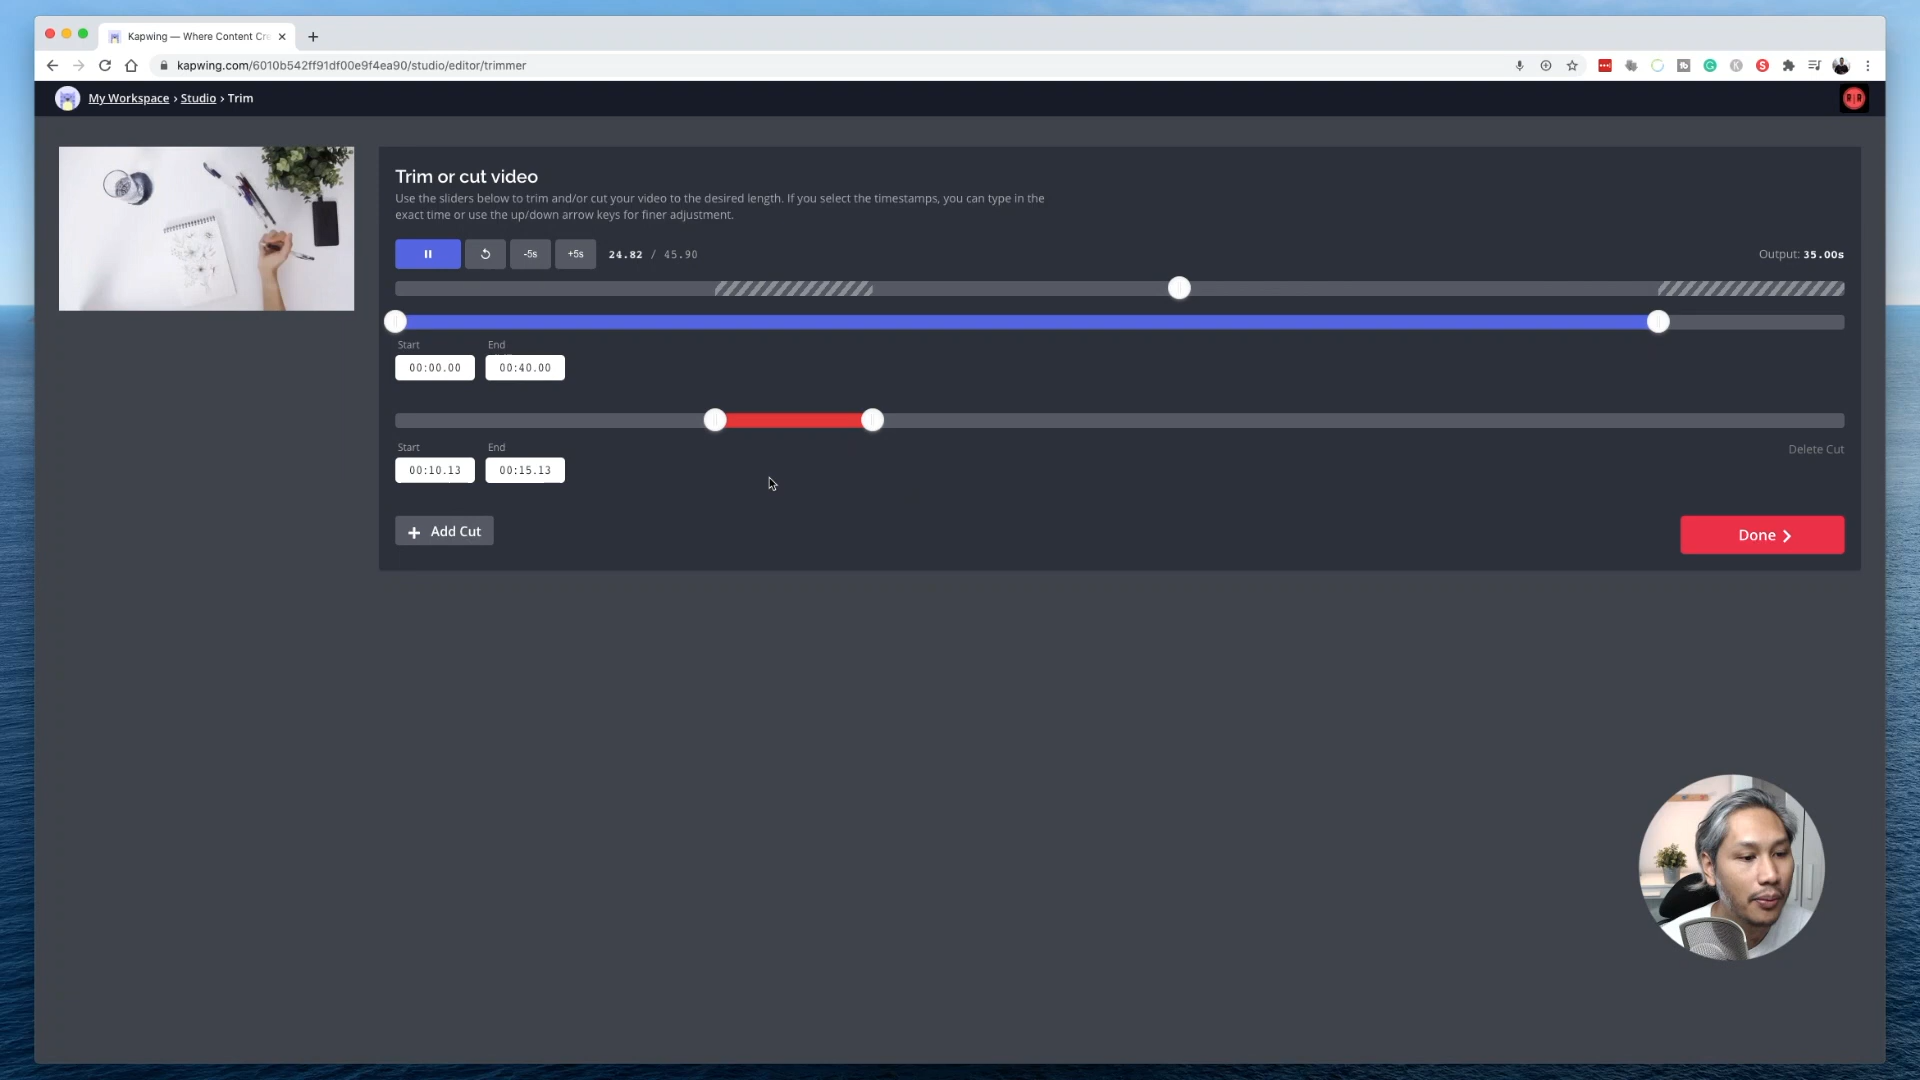 Kapwing — Where Content Cre
kapwing.com/6010b542ff91df00e9f4ea90/studio/editor/trimmer
My Workspace › Studio › Trim
Trim or cut video
Use the sliders below to trim and/or cut your video to the desired length. If you select the timestamps, you can type in the
exact time or use the up/down arrow keys for finer adjustment.
-5s +5s 24.82 / 45.90 Output: 35.00s
Start End
00:00.00 00:40.00
Start End Delete Cut
00:10.13 00:15.13
+ Add Cut Done